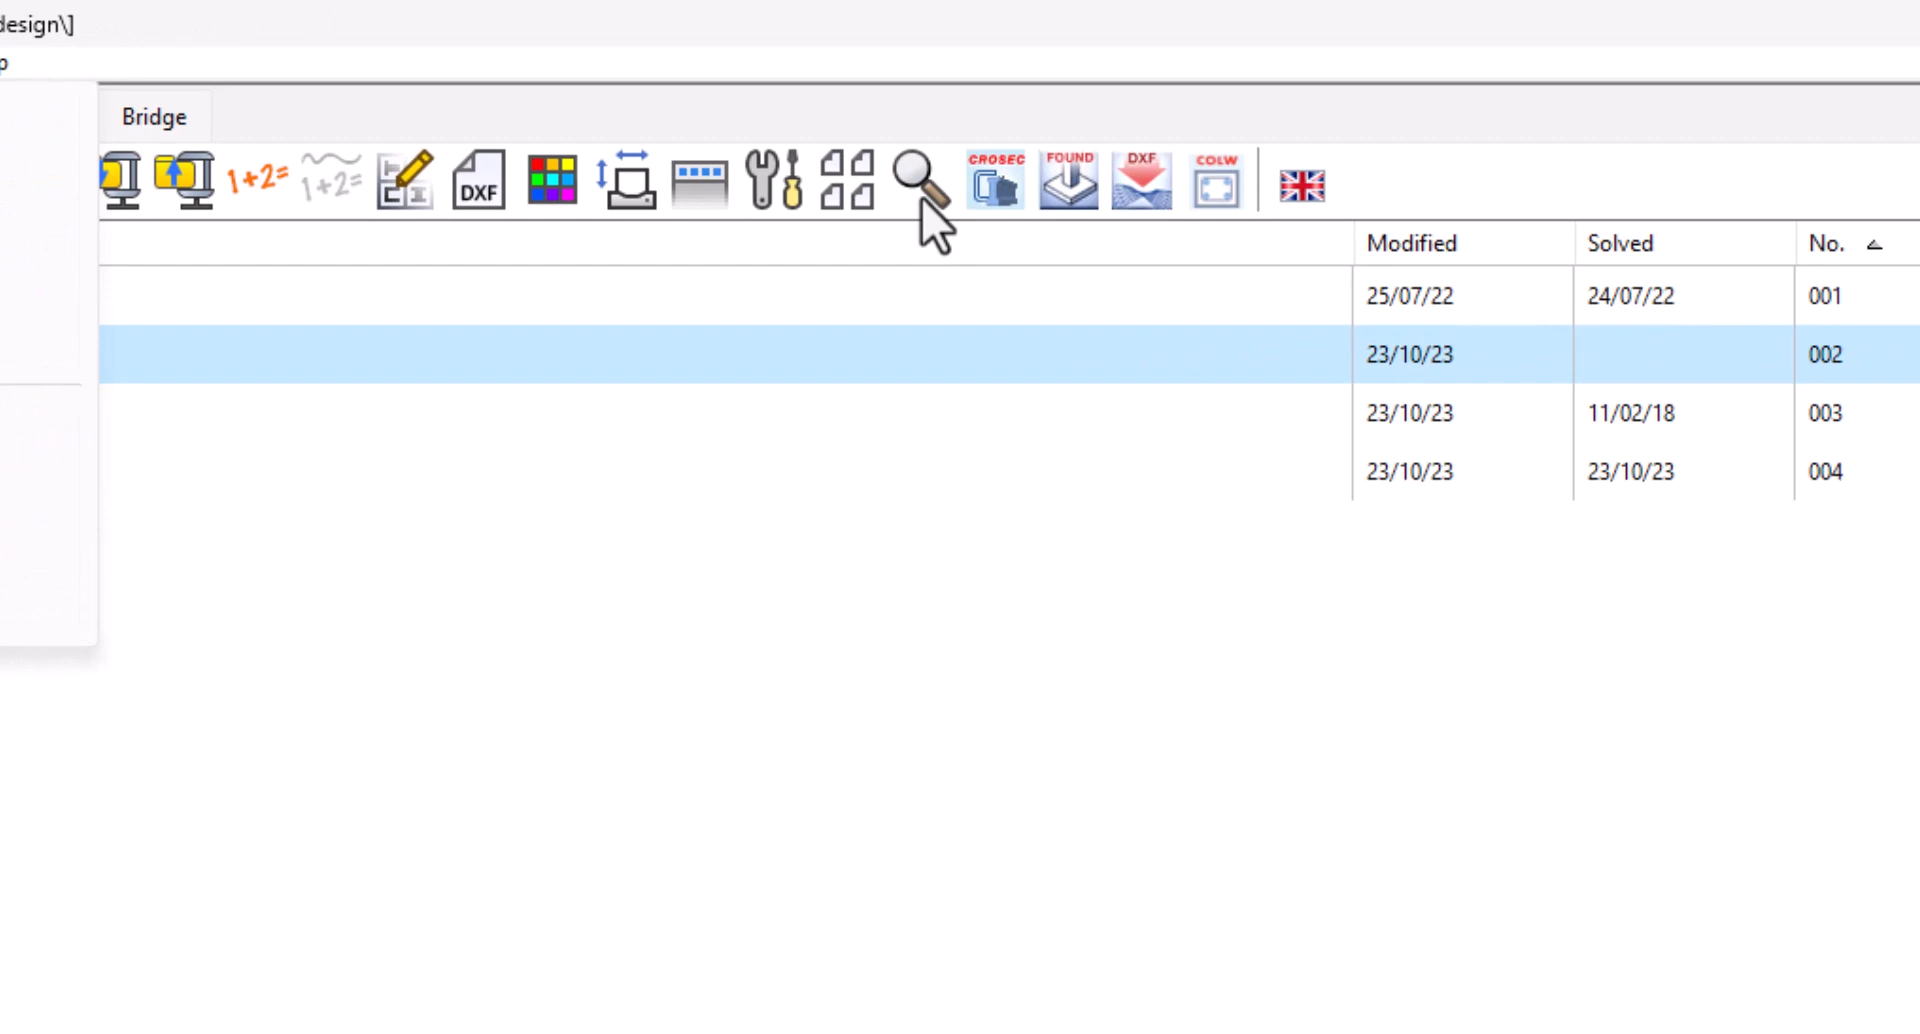 design\]
p
Bridge
1+2= 1+2= DXF CROSEC FOUND DXF COLW
Modified Solved No.
25/07/22 24/07/22 001
23/10/23 002
23/10/23 11/02/18 003
23/10/23 23/10/23 004